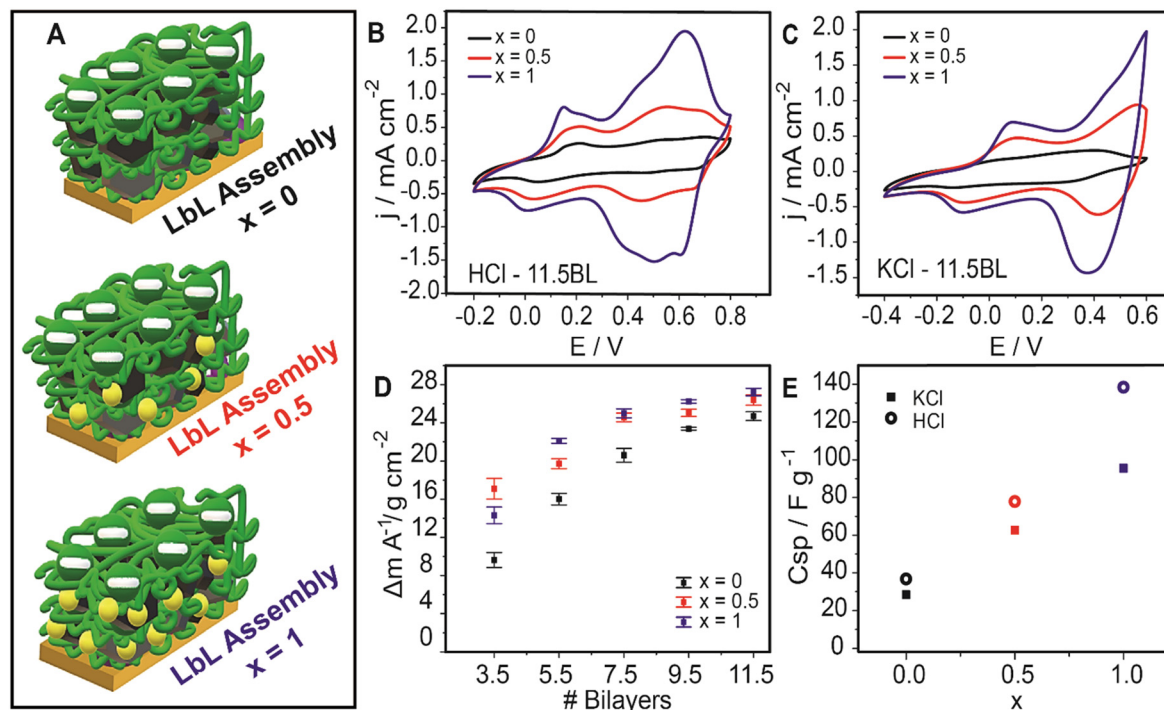 A
LbL Assembly
x = 0
LbL Assembly
x = 0.5
LbL Assembly
x = 1
B
x = 0
x = 0.5
x = 1
2.0
1.5
1.0
0.5
0.0
-0.5
-1.0
-1.5
-2.0
j / mA cm⁻²
HCl - 11.5BL
-0.2 0.0 0.2 0.4 0.6 0.8
E / V
C
x = 0
x = 0.5
x = 1
2.0
1.5
1.0
0.5
0.0
-0.5
-1.0
-1.5
j / mA cm⁻²
KCl - 11.5BL
-0.4 -0.2 0.0 0.2 0.4 0.6
E / V
D
28
24
20
16
12
8
4
0
Δm A⁻¹/g cm⁻²
x = 0
x = 0.5
x = 1
3.5 5.5 7.5 9.5 11.5
# Bilayers
E
140
120
100
80
60
40
20
0
Csp / F g⁻¹
KCl
HCl
0.0 0.5 1.0
x